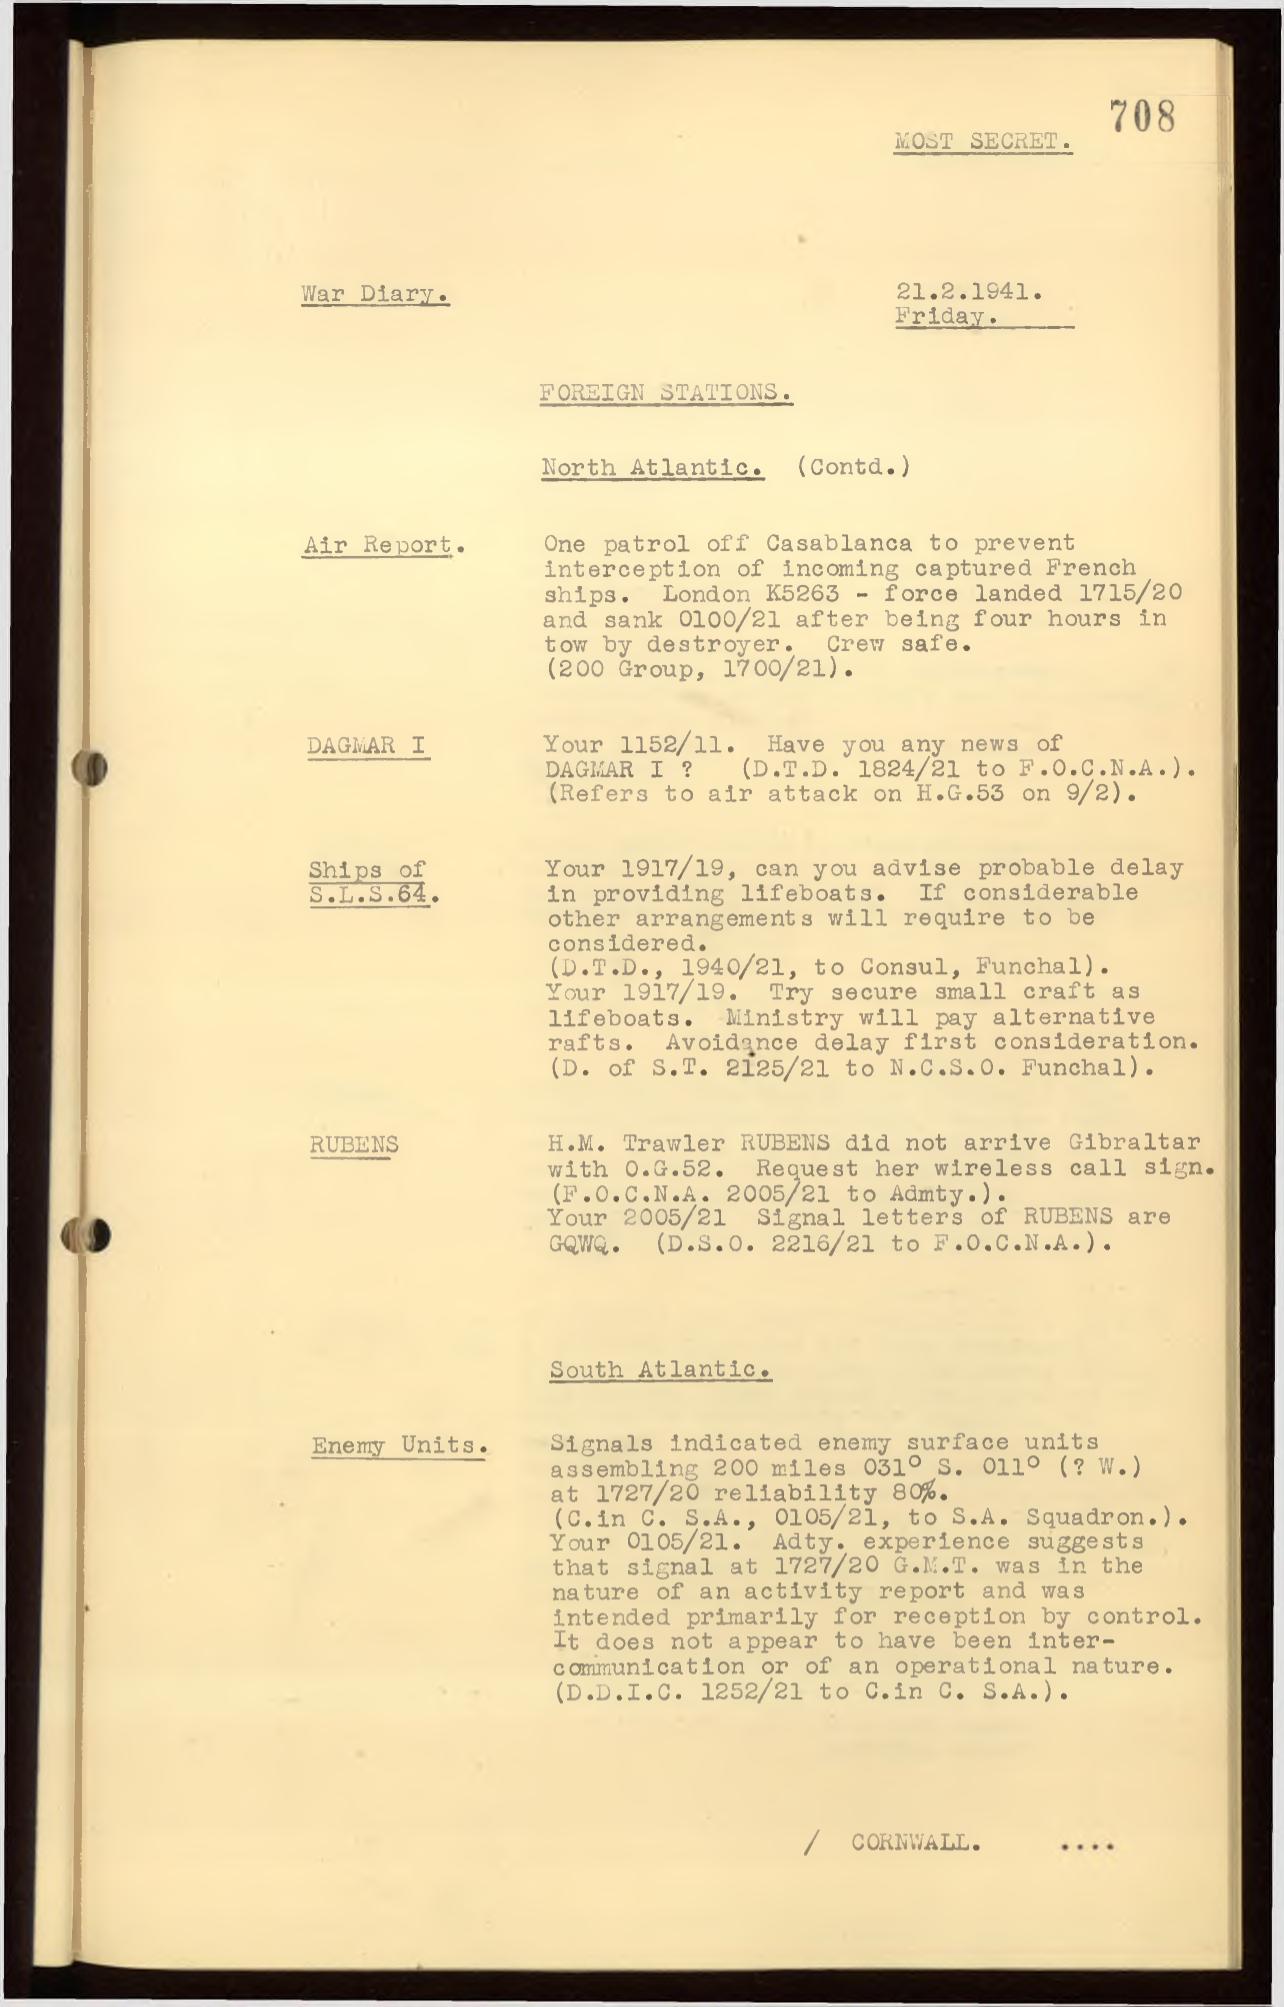 708
MOST SECRET.
War Diary.
21.2.1941.
Friday.
FOREIGN STATIONS.
North Atlantic. (Contd.)
Air Report.
One patrol off Casablanca to prevent
interception of incoming captured French
ships. London K5263 - force landed 1715/20
and sank 0100/21 after being four hours in
tow by destroyer. Crew safe.
(200 Group, 1700/21).
DAGMAR I
Your 1152/11. Have you any news of
DAGMAR I ? (D.T.D. 1824/21 to F.O.C.N.A.).
(Refers to air attack on H.G.53 on 9/2).
Ships of
S.L.S.64.
Your 1917/19, can you advise probable delay
in providing lifeboats. If considerable
other arrangements will require to be
considered.
(D.T.D., 1940/21, to Consul, Funchal).
Your 1917/19. Try secure small craft as
lifeboats. Ministry will pay alternative
rafts. Avoidance delay first consideration.
(D. of S.T. 2125/21 to N.C.S.O. Funchal).
RUBENS
H.M. Trawler RUBENS did not arrive Gibraltar
with O.G.52. Request her wireless call sign.
(F.O.C.N.A. 2005/21 to Admty.).
Your 2005/21 Signal letters of RUBENS are
GQWQ. (D.S.O. 2216/21 to F.O.C.N.A.).
South Atlantic.
Enemy Units.
Signals indicated enemy surface units
assembling 200 miles 031° S. 011° (? W.)
at 1727/20 reliability 80%.
(C.in C. S.A., 0105/21, to S.A. Squadron.).
Your 0105/21. Adty. experience suggests
that signal at 1727/20 G.M.T. was in the
nature of an activity report and was
intended primarily for reception by control.
It does not appear to have been inter-
communication or of an operational nature.
(D.D.I.C. 1252/21 to C.in C. S.A.).
/ CORNWALL. ....